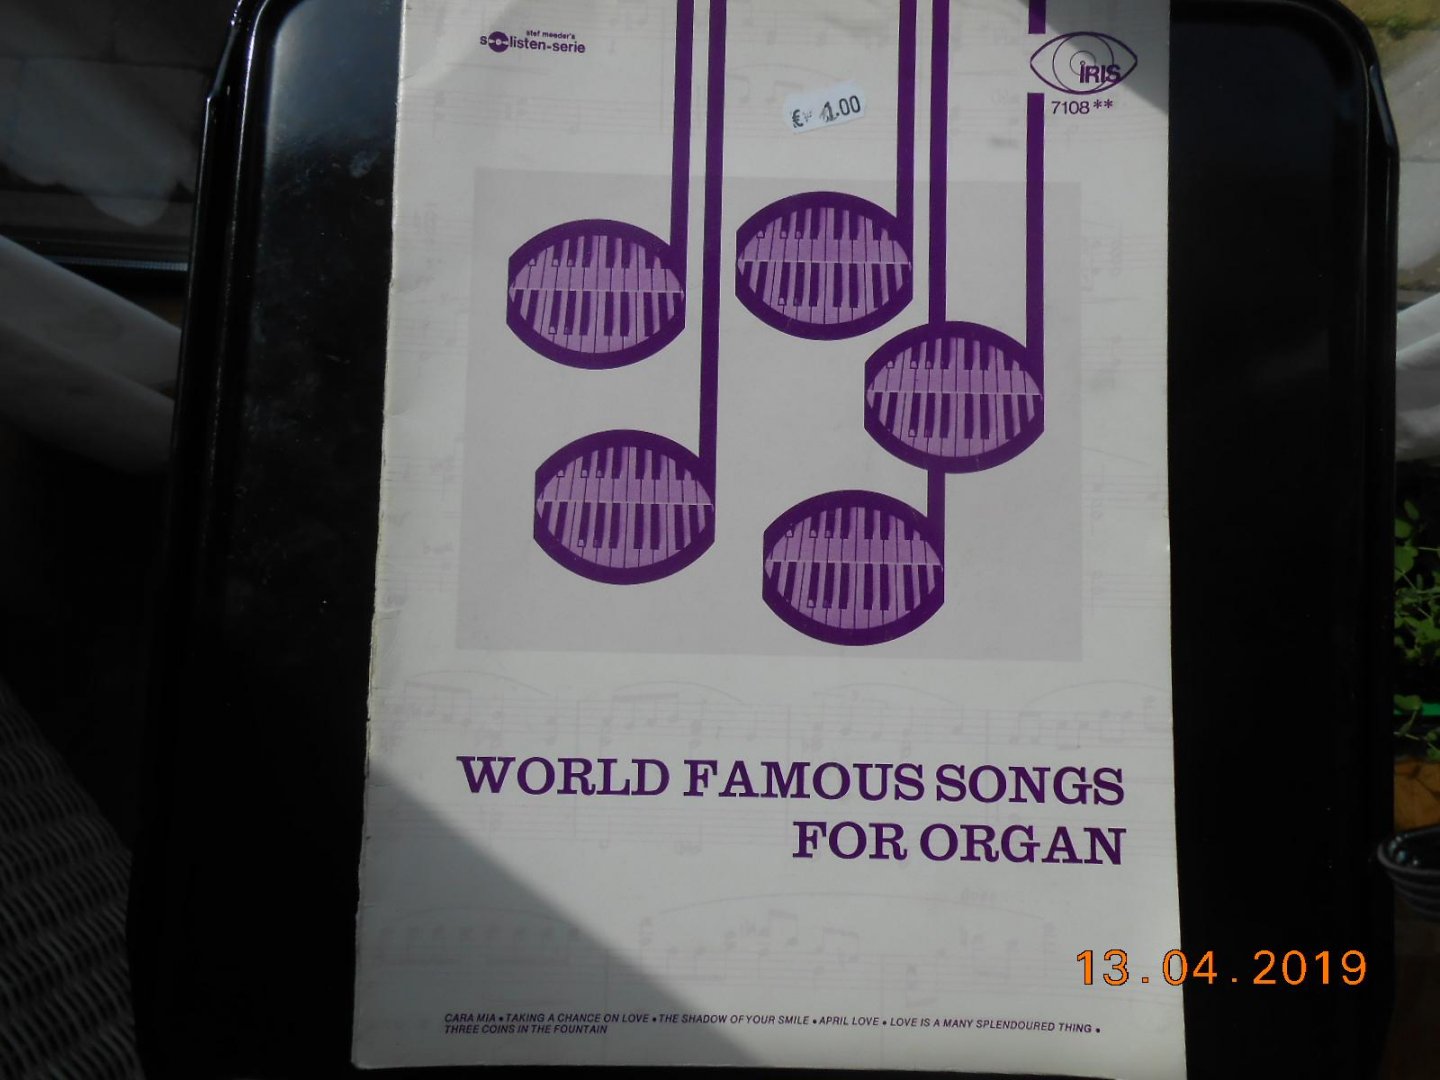 stef meeder's
solisten-serie
IRIS
7108**
€ 1.00
WORLD FAMOUS SONGS
FOR ORGAN
13.04.2019
CARA MIA • TAKING A CHANCE ON LOVE • THE SHADOW OF YOUR SMILE • APRIL LOVE • LOVE IS A MANY SPLENDOURED THING •
THREE COINS IN THE FOUNTAIN